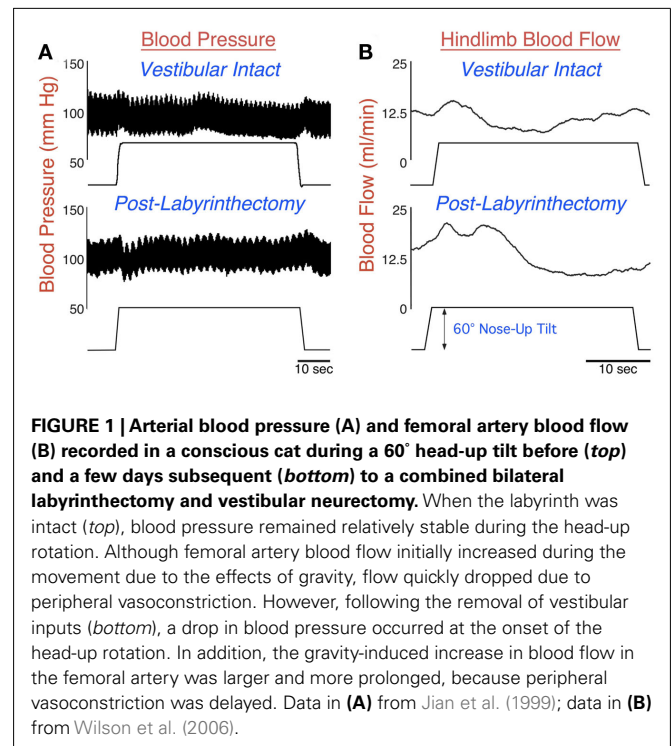 A
Blood Pressure
Vestibular Intact
150
100
50
Blood Pressure (mm Hg)
Post-Labyrinthectomy
150
100
50
10 sec
B
Hindlimb Blood Flow
Vestibular Intact
25
12.5
0
Blood Flow (ml/min)
Post-Labyrinthectomy
25
12.5
0
60° Nose-Up Tilt
10 sec
FIGURE 1 | Arterial blood pressure (A) and femoral artery blood flow
(B) recorded in a conscious cat during a 60° head-up tilt before (top)
and a few days subsequent (bottom) to a combined bilateral
labyrinthectomy and vestibular neurectomy. When the labyrinth was
intact (top), blood pressure remained relatively stable during the head-up
rotation. Although femoral artery blood flow initially increased during the
movement due to the effects of gravity, flow quickly dropped due to
peripheral vasoconstriction. However, following the removal of vestibular
inputs (bottom), a drop in blood pressure occurred at the onset of the
head-up rotation. In addition, the gravity-induced increase in blood flow in
the femoral artery was larger and more prolonged, because peripheral
vasoconstriction was delayed. Data in (A) from Jian et al. (1999); data in (B)
from Wilson et al. (2006).